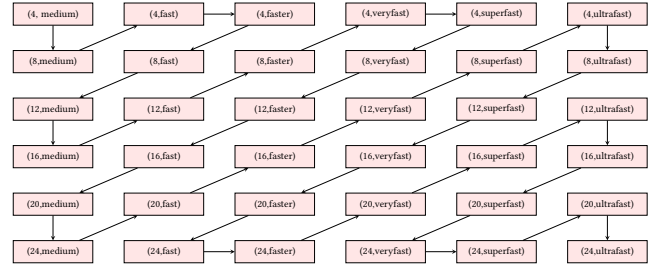 (4, medium) (4,fast) (4,faster) (4,veryfast) (4,superfast) (4,ultrafast)
(8,medium) (8,fast) (8,faster) (8,veryfast) (8,superfast) (8,ultrafast)
(12,medium) (12,fast) (12,faster) (12,veryfast) (12,superfast) (12,ultrafast)
(16,medium) (16,fast) (16,faster) (16,veryfast) (16,superfast) (16,ultrafast)
(20,medium) (20,fast) (20,faster) (20,veryfast) (20,superfast) (20,ultrafast)
(24,medium) (24,fast) (24,faster) (24,veryfast) (24,superfast) (24,ultrafast)